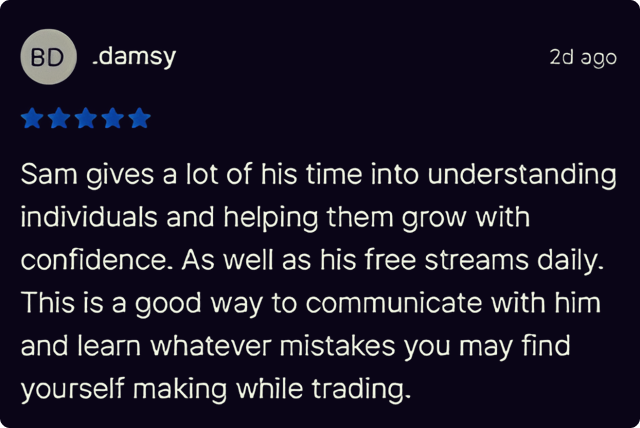 BD .damsy 2d ago
Sam gives a lot of his time into understanding
individuals and helping them grow with
confidence. As well as his free streams daily.
This is a good way to communicate with him
and learn whatever mistakes you may find
yourself making while trading.